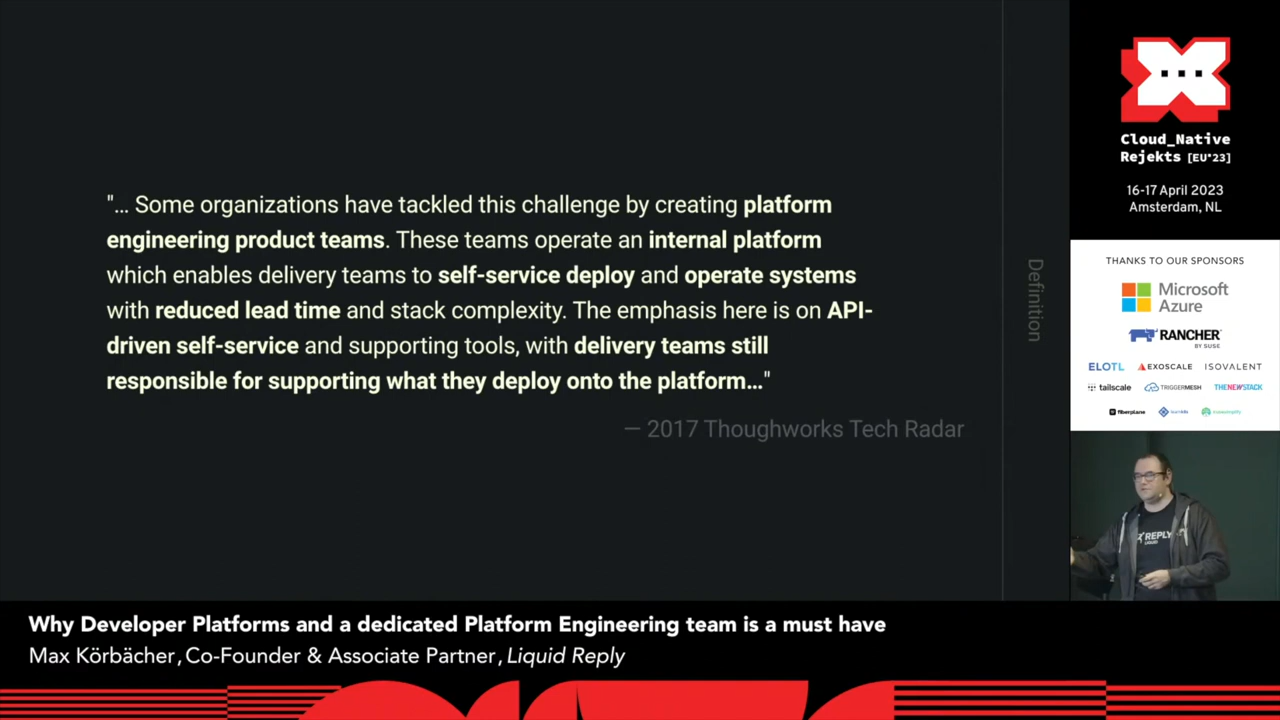 "... Some organizations have tackled this challenge by creating platform
engineering product teams. These teams operate an internal platform
which enables delivery teams to self-service deploy and operate systems
with reduced lead time and stack complexity. The emphasis here is on API-
driven self-service and supporting tools, with delivery teams still
responsible for supporting what they deploy onto the platform..."
— 2017 Thoughworks Tech Radar
Definition
Cloud_Native
Rejekts [EU"23]
16-17 April 2023
Amsterdam, NL
THANKS TO OUR SPONSORS
Microsoft
Azure
RANCHER
BY SUSE
ELOTL EXOSCALE ISOVALENT
tailscale TRIGGERMESH THENEWSTACK
fiberplane
REPLY
LIQUID
Why Developer Platforms and a dedicated Platform Engineering team is a must have
Max Körbächer, Co-Founder & Associate Partner, Liquid Reply